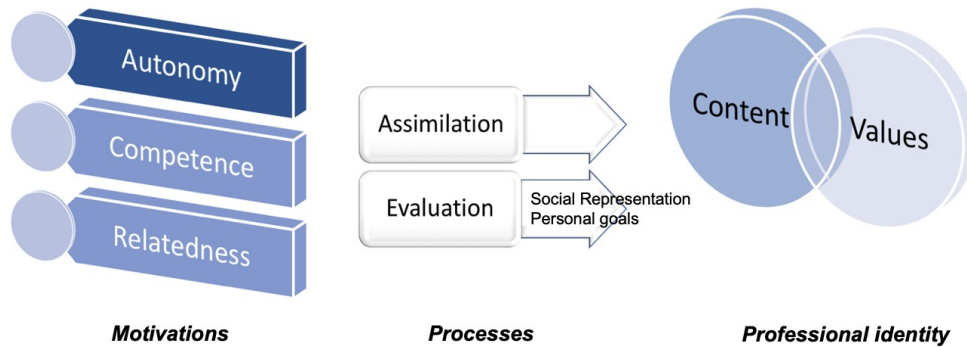 Autonomy
Competence
Relatedness
Motivations
Assimilation
Evaluation
Social Representation
Personal goals
Processes
Content
Values
Professional identity